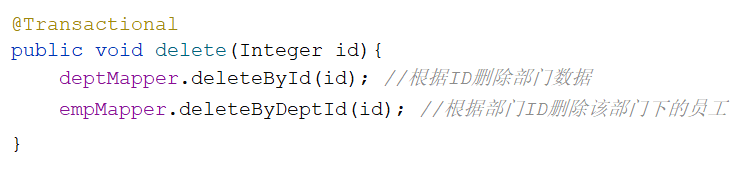 @Transactional
public void delete(Integer id){
    deptMapper.deleteById(id); //根据ID删除部门数据
    empMapper.deleteByDeptId(id); //根据部门ID删除该部门下的员工
}